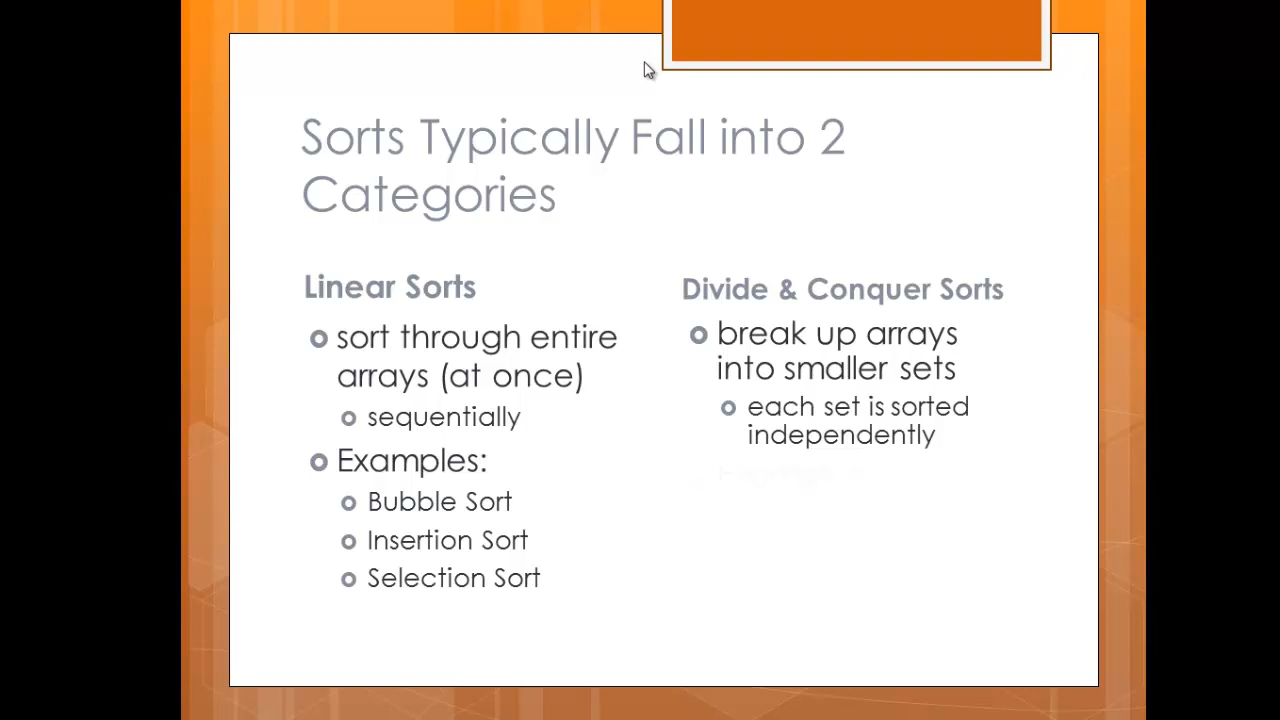 Sorts Typically Fall into 2
Categories
Linear Sorts
sort through entire
arrays (at once)
sequentially
Examples:
Bubble Sort
Insertion Sort
Selection Sort
Divide & Conquer Sorts
break up arrays
into smaller sets
each set is sorted
independently